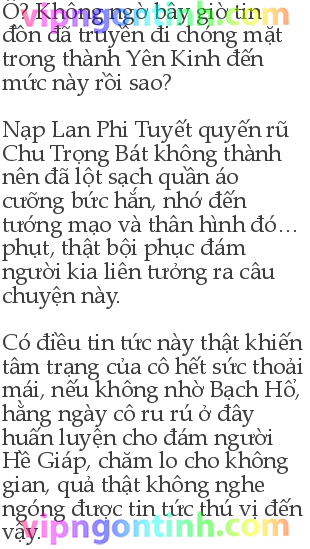 Ồ? Không ngờ bây giờ tin
vipngontinh.com
đồn đã truyền đi chóng mặt
trong thành Yên Kinh đến
mức này rồi sao?
Nạp Lan Phi Tuyết quyến rũ
Chu Trọng Bát không thành
nên đã lột sạch quần áo
cưỡng bức hắn, nhớ đến
tướng mạo và thân hình đó...
phụt, thật bội phục đám
người kia liên tưởng ra câu
chuyện này.
Có điều tin tức này thật khiến
tâm trạng của cô hết sức thoải
mái, nếu không nhờ Bạch Hổ,
hằng ngày cô ru rú ở đây
huấn luyện cho đám người
Hề Giáp, chăm lo cho không
gian, quả thật không nghe
ngóng được tin tức thú vị đến
vậy.
vipngontinh.com